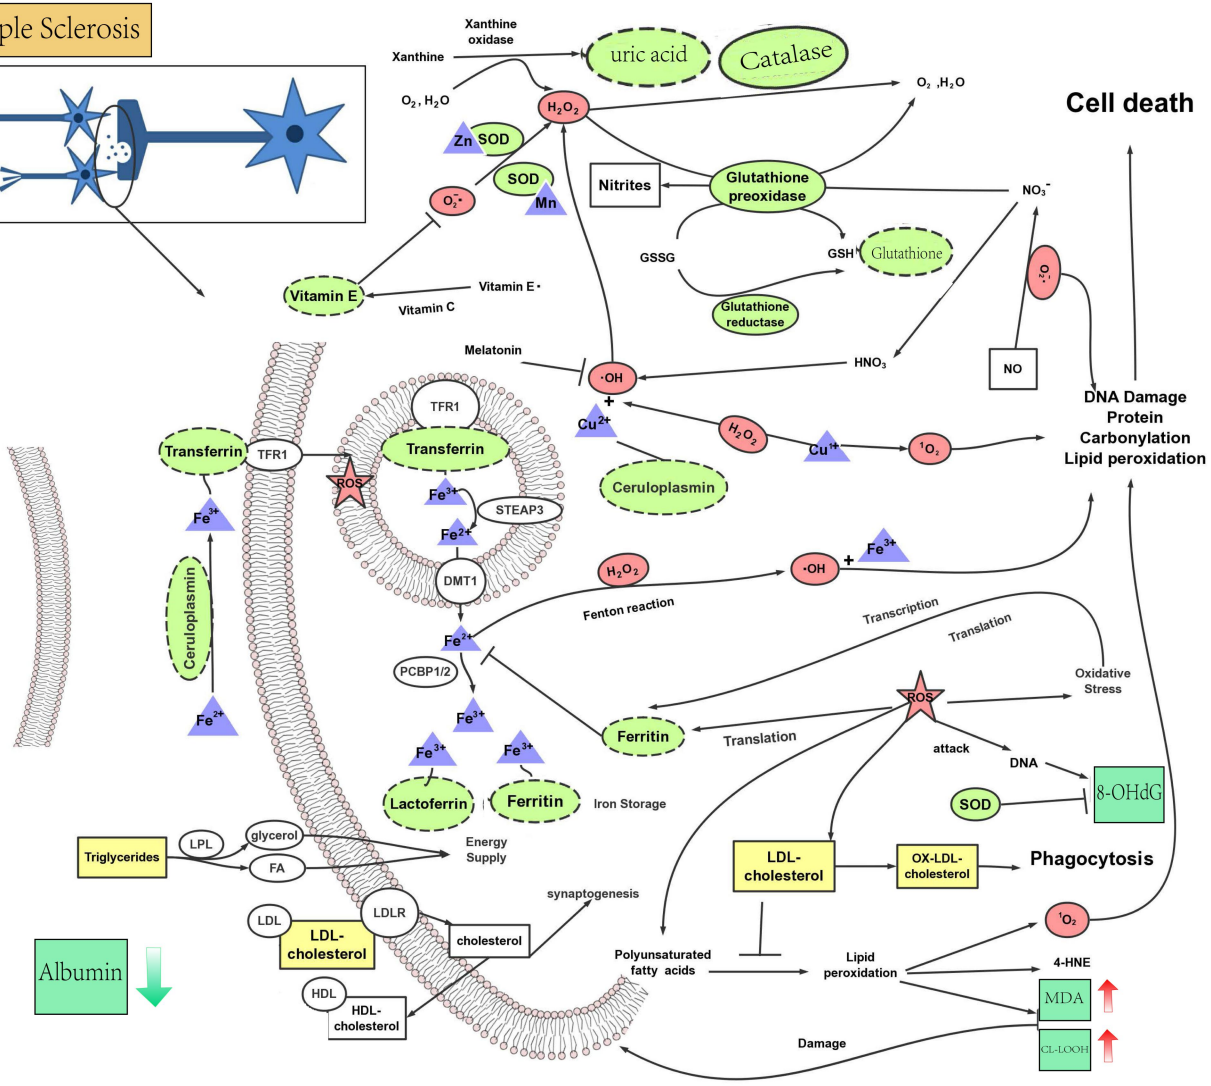 ple Sclerosis
Xanthine
oxidase
Xanthine
uric acid
Catalase
O₂, H₂O
H₂O₂
O₂ ,H₂O
Cell death
Zn
SOD
SOD
Mn
O₂⁻•
Nitrites
Glutathione
preoxidase
NO₃⁻
GSSG
GSH
Glutathione
O₂⁻•
Vitamin E
Vitamin E •
Vitamin C
Glutathione
reductase
Melatonin
•OH
HNO₃
NO
+
Cu²⁺
H₂O₂
Cu¹⁺
¹O₂
DNA Damage
Protein
Carbonylation
Lipid peroxidation
TFR1
Transferrin
TFR1
Transferrin
ROS
Fe³⁺
STEAP3
Fe²⁺
Ceruloplasmin
Fe³⁺
DMT1
H₂O₂
Fenton reaction
•OH
+
Fe³⁺
Ceruloplasmin
Fe²⁺
PCBP1/2
Transcription
Translation
Oxidative
Stress
ROS
Fe²⁺
Fe³⁺
Ferritin
Translation
attack
DNA
8-OHdG
SOD
Fe³⁺
Fe³⁺
Lactoferrin
Ferritin
Iron Storage
Triglycerides
LPL
glycerol
FA
Energy
Supply
LDL-
cholesterol
OX-LDL-
cholesterol
Phagocytosis
synaptogenesis
LDL
LDLR
LDL-
cholesterol
cholesterol
HDL
HDL-
cholesterol
Albumin
Polyunsaturated
fatty acids
Lipid
peroxidation
¹O₂
4-HNE
MDA
CL-LOOH
Damage